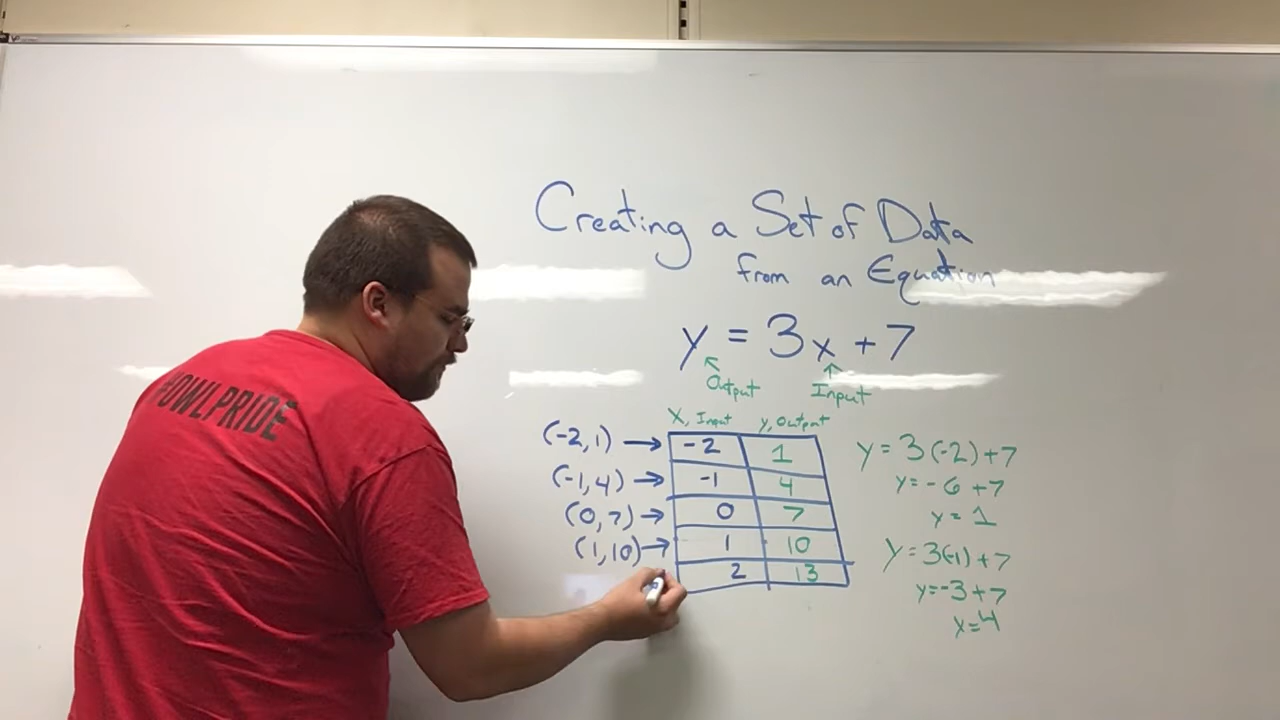 Creating a Set of Data
from an Equation
y = 3x + 7
Output
Input
x, Input y, Output
(-2, 1) → -2 1
(-1, 4) → -1 4
(0, 7) → 0 7
(1, 10) → 1 10
2 13
y = 3(-2) + 7
y = -6 + 7
y = 1
y = 3(-1) + 7
y = -3 + 7
y = 4
#OWLPRIDE